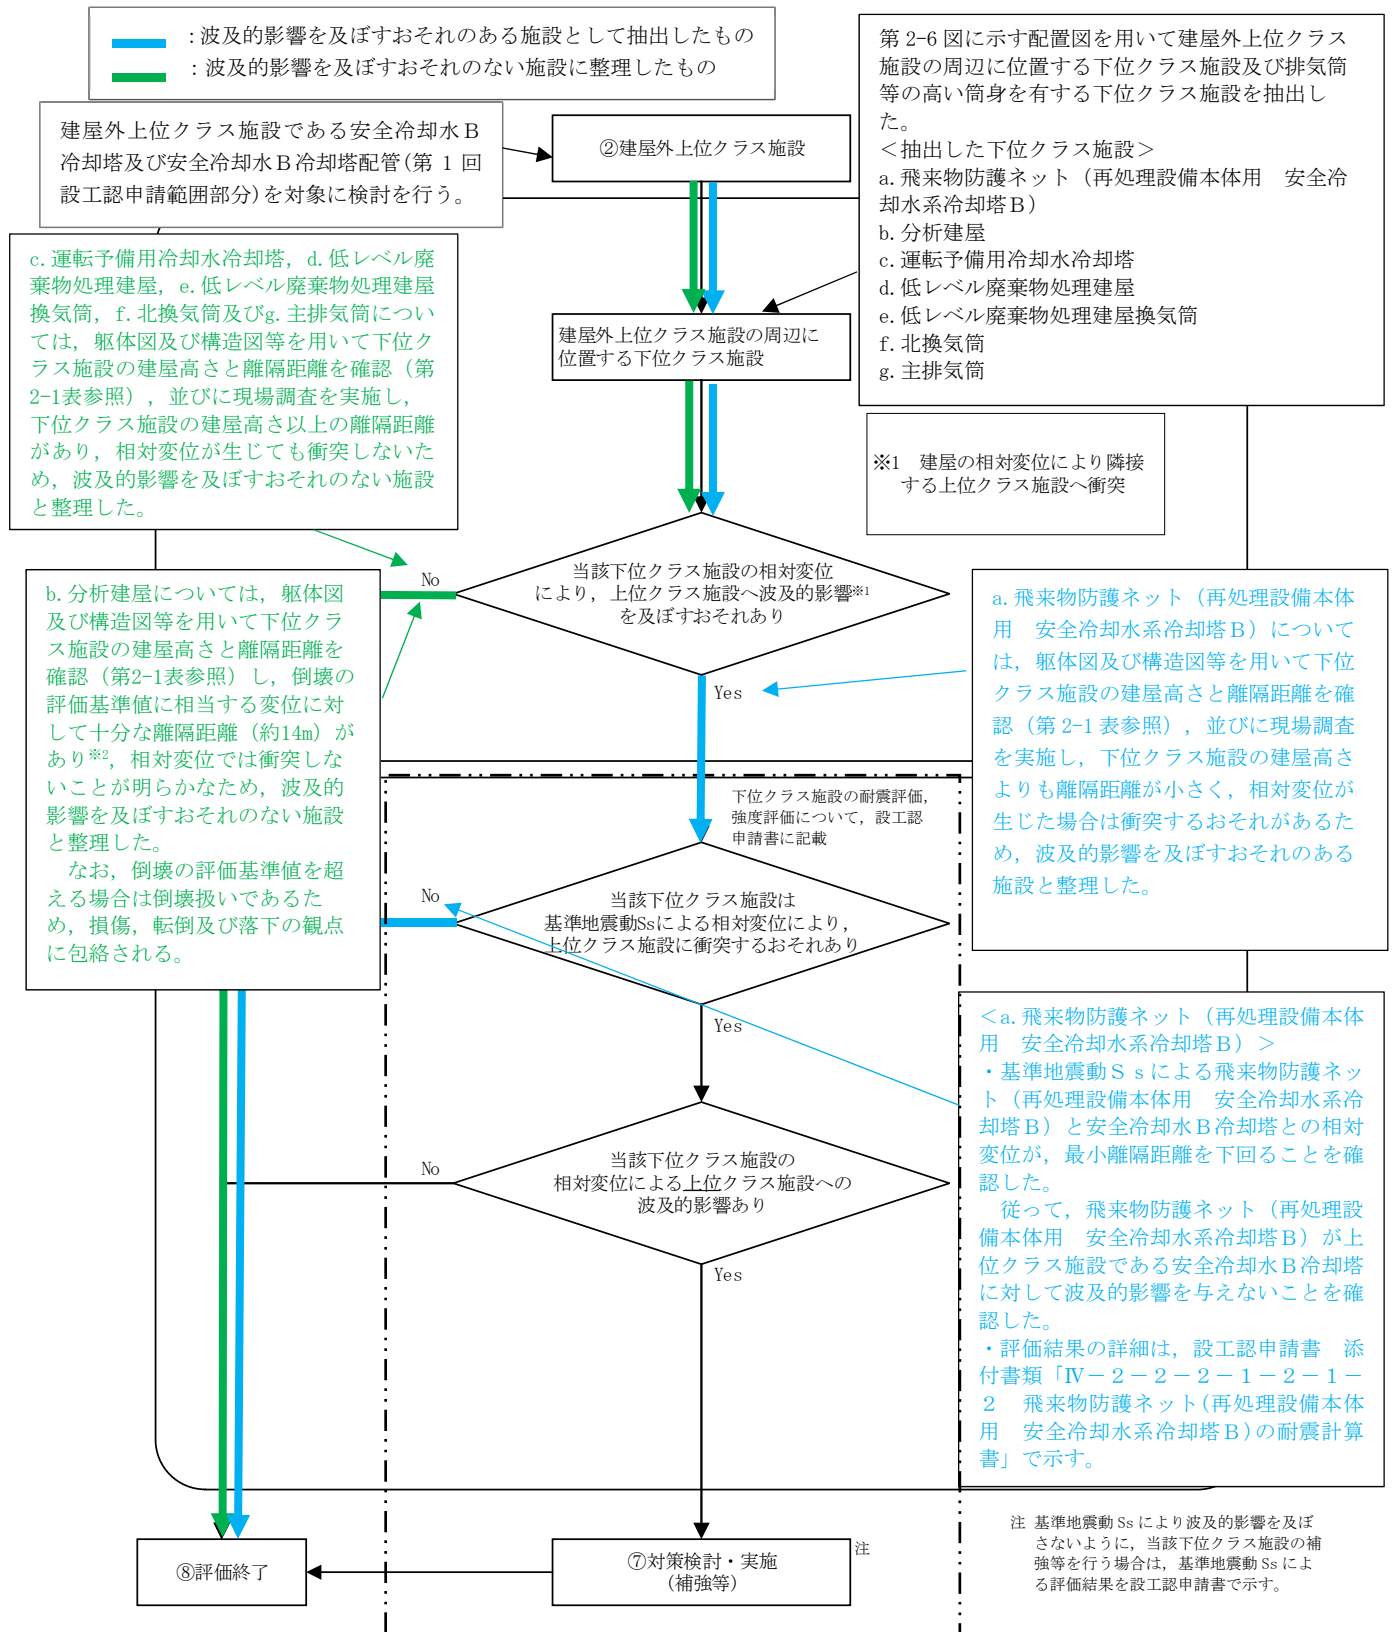 ：波及的影響を及ぼすおそれのある施設として抽出したもの
：波及的影響を及ぼすおそれのない施設に整理したもの
建屋外上位クラス施設である安全冷却水Ｂ
冷却塔及び安全冷却水Ｂ冷却塔配管(第 1 回
設工認申請範囲部分)を対象に検討を行う。
②建屋外上位クラス施設
第 2-6 図に示す配置図を用いて建屋外上位クラス
施設の周辺に位置する下位クラス施設及び排気筒
等の高い筒身を有する下位クラス施設を抽出し
た。
＜抽出した下位クラス施設＞
a. 飛来物防護ネット（再処理設備本体用　安全冷
却水系冷却塔Ｂ）
b. 分析建屋
c. 運転予備用冷却水冷却塔
d. 低レベル廃棄物処理建屋
e. 低レベル廃棄物処理建屋換気筒
f. 北換気筒
g. 主排気筒
c. 運転予備用冷却水冷却塔，d. 低レベル廃
棄物処理建屋，e. 低レベル廃棄物処理建屋
換気筒，f. 北換気筒及びg. 主排気筒につい
ては，躯体図及び構造図等を用いて下位ク
ラス施設の建屋高さと離隔距離を確認（第
2-1表参照），並びに現場調査を実施し，
下位クラス施設の建屋高さ以上の離隔距離
があり，相対変位が生じても衝突しないた
め，波及的影響を及ぼすおそれのない施設
と整理した。
建屋外上位クラス施設の周辺に
位置する下位クラス施設
※1　建屋の相対変位により隣接
する上位クラス施設へ衝突
当該下位クラス施設の相対変位
により，上位クラス施設へ波及的影響※1
を及ぼすおそれあり
No
Yes
b. 分析建屋については，躯体図
及び構造図等を用いて下位クラ
ス施設の建屋高さと離隔距離を
確認（第2-1表参照）し，倒壊の
評価基準値に相当する変位に対
して十分な離隔距離（約14m）が
あり※2，相対変位では衝突しな
いことが明らかなため，波及的
影響を及ぼすおそれのない施設
と整理した。
なお，倒壊の評価基準値を超
える場合は倒壊扱いであるた
め，損傷，転倒及び落下の観点
に包絡される。
a. 飛来物防護ネット（再処理設備本体
用　安全冷却水系冷却塔Ｂ）について
は，躯体図及び構造図等を用いて下位
クラス施設の建屋高さと離隔距離を確
認（第 2-1 表参照），並びに現場調査
を実施し，下位クラス施設の建屋高さ
よりも離隔距離が小さく，相対変位が
生じた場合は衝突するおそれがあるた
め，波及的影響を及ぼすおそれのある
施設と整理した。
下位クラス施設の耐震評価，
強度評価について，設工認
申請書に記載
当該下位クラス施設は
基準地震動Ssによる相対変位により，
上位クラス施設に衝突するおそれあり
No
Yes
＜a. 飛来物防護ネット（再処理設備本体
用　安全冷却水系冷却塔Ｂ）＞
・基準地震動Ｓｓによる飛来物防護ネッ
ト（再処理設備本体用　安全冷却水系冷
却塔Ｂ）と安全冷却水Ｂ冷却塔との相対
変位が，最小離隔距離を下回ることを確
認した。
従って，飛来物防護ネット（再処理設
備本体用　安全冷却水系冷却塔Ｂ）が上
位クラス施設である安全冷却水Ｂ冷却塔
に対して波及的影響を与えないことを確
認した。
・評価結果の詳細は，設工認申請書　添
付書類「Ⅳ－２－２－２－１－２－１－
２　飛来物防護ネット(再処理設備本体
用　安全冷却水系冷却塔Ｂ)の耐震計算
書」で示す。
当該下位クラス施設の
相対変位による上位クラス施設への
波及的影響あり
No
Yes
⑧評価終了
⑦対策検討・実施
(補強等)
注
注 基準地震動 Ss により波及的影響を及ぼ
さないように，当該下位クラス施設の補
強等を行う場合は，基準地震動 Ss によ
る評価結果を設工認申請書で示す。